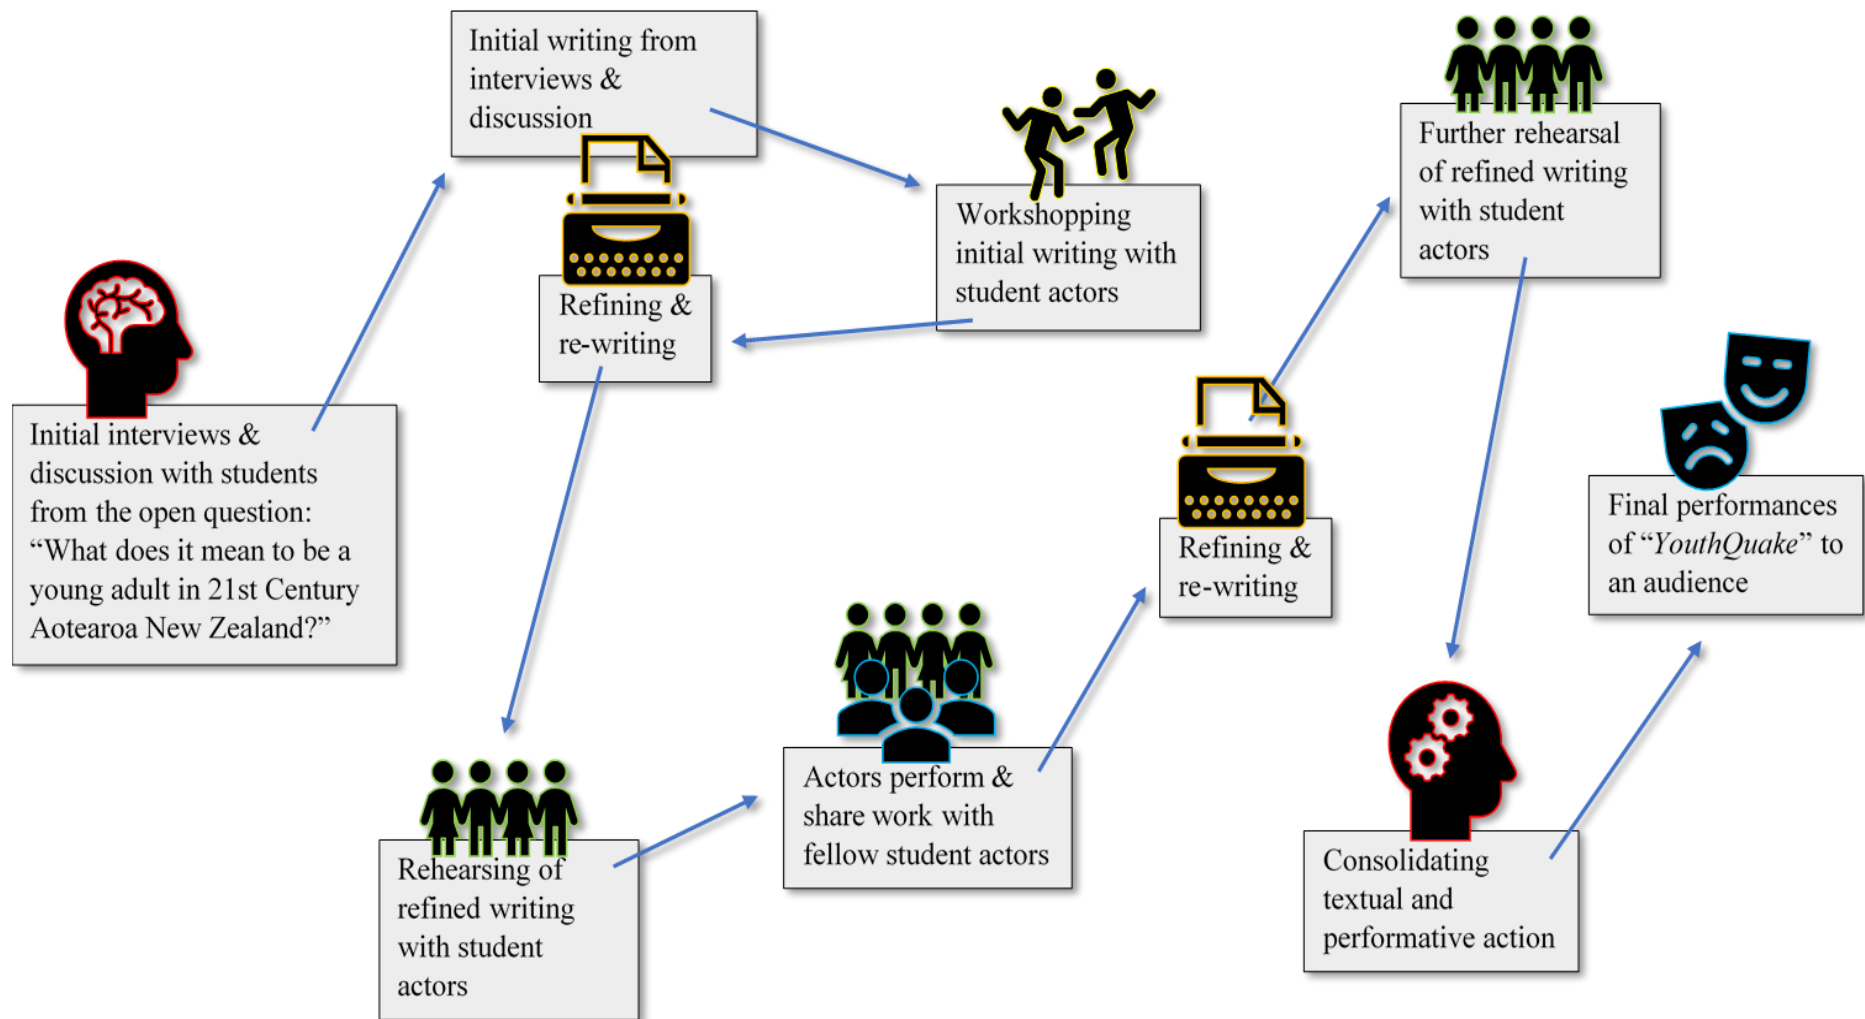 Initial interviews &
discussion with students
from the open question:
“What does it mean to be a
young adult in 21st Century
Aotearoa New Zealand?”
Initial writing from
interviews &
discussion
Workshopping
initial writing with
student actors
Refining &
re-writing
Rehearsing of
refined writing
with student
actors
Actors perform &
share work with
fellow student actors
Refining &
re-writing
Further rehearsal
of refined writing
with student
actors
Consolidating
textual and
performative action
Final performances
of “YouthQuake” to
an audience